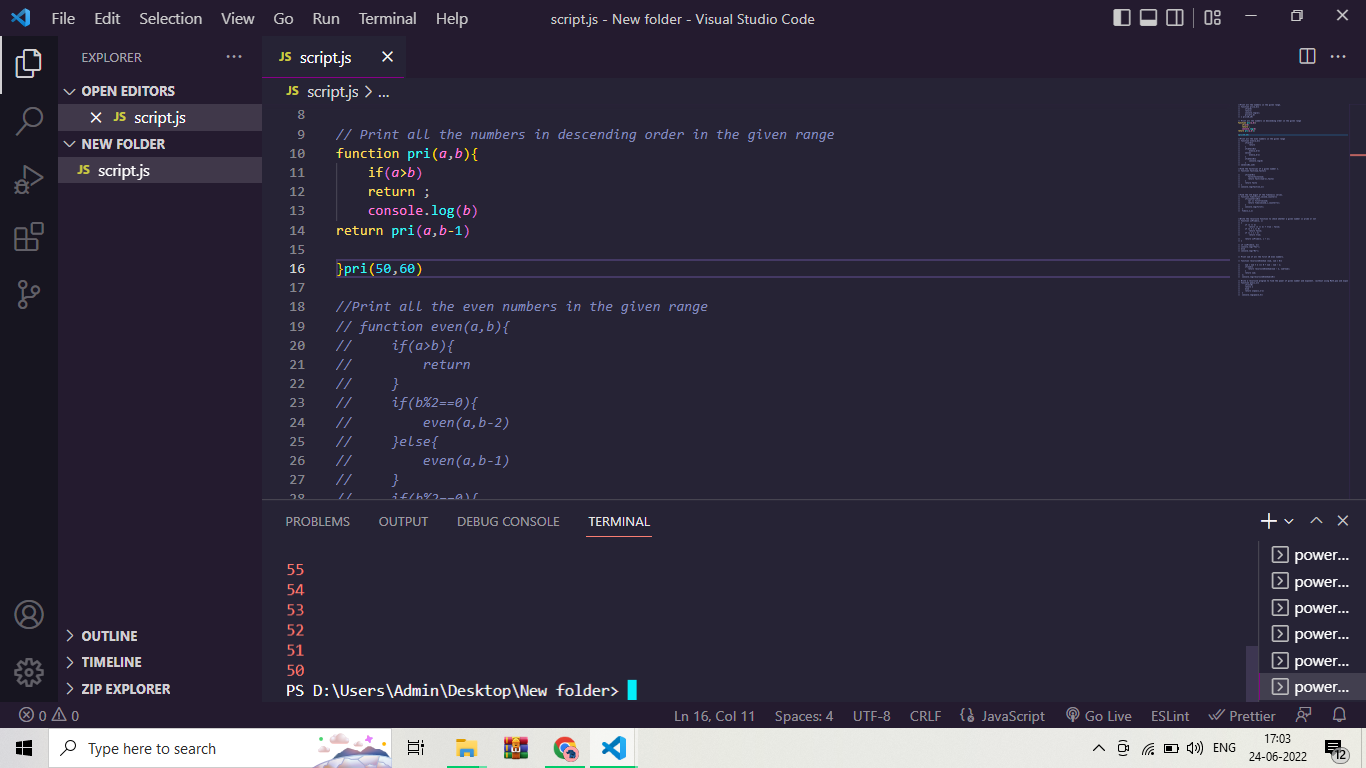 File Edit Selection View Go Run Terminal Help script.js - New folder - Visual Studio Code
EXPLORER
OPEN EDITORS
JS script.js
NEW FOLDER
JS script.js
OUTLINE
TIMELINE
ZIP EXPLORER
JS script.js
JS script.js > ...
8
9 // Print all the numbers in descending order in the given range
10 function pri(a,b){
11     if(a>b)
12     return ;
13     console.log(b)
14 return pri(a,b-1)
15
16 }pri(50,60)
17
18 //Print all the even numbers in the given range
19 // function even(a,b){
20 //     if(a>b){
21 //         return
22 //     }
23 //     if(b%2==0){
24 //         even(a,b-2)
25 //     }else{
26 //         even(a,b-1)
27 //     }
28 //     if(b%2==0){
PROBLEMS OUTPUT DEBUG CONSOLE TERMINAL
55
54
53
52
51
50
PS D:\Users\Admin\Desktop\New folder>
power...
power...
power...
power...
power...
power...
0 0 Ln 16, Col 11 Spaces: 4 UTF-8 CRLF JavaScript Go Live ESLint Prettier
Type here to search
ENG
17:03
24-06-2022
12